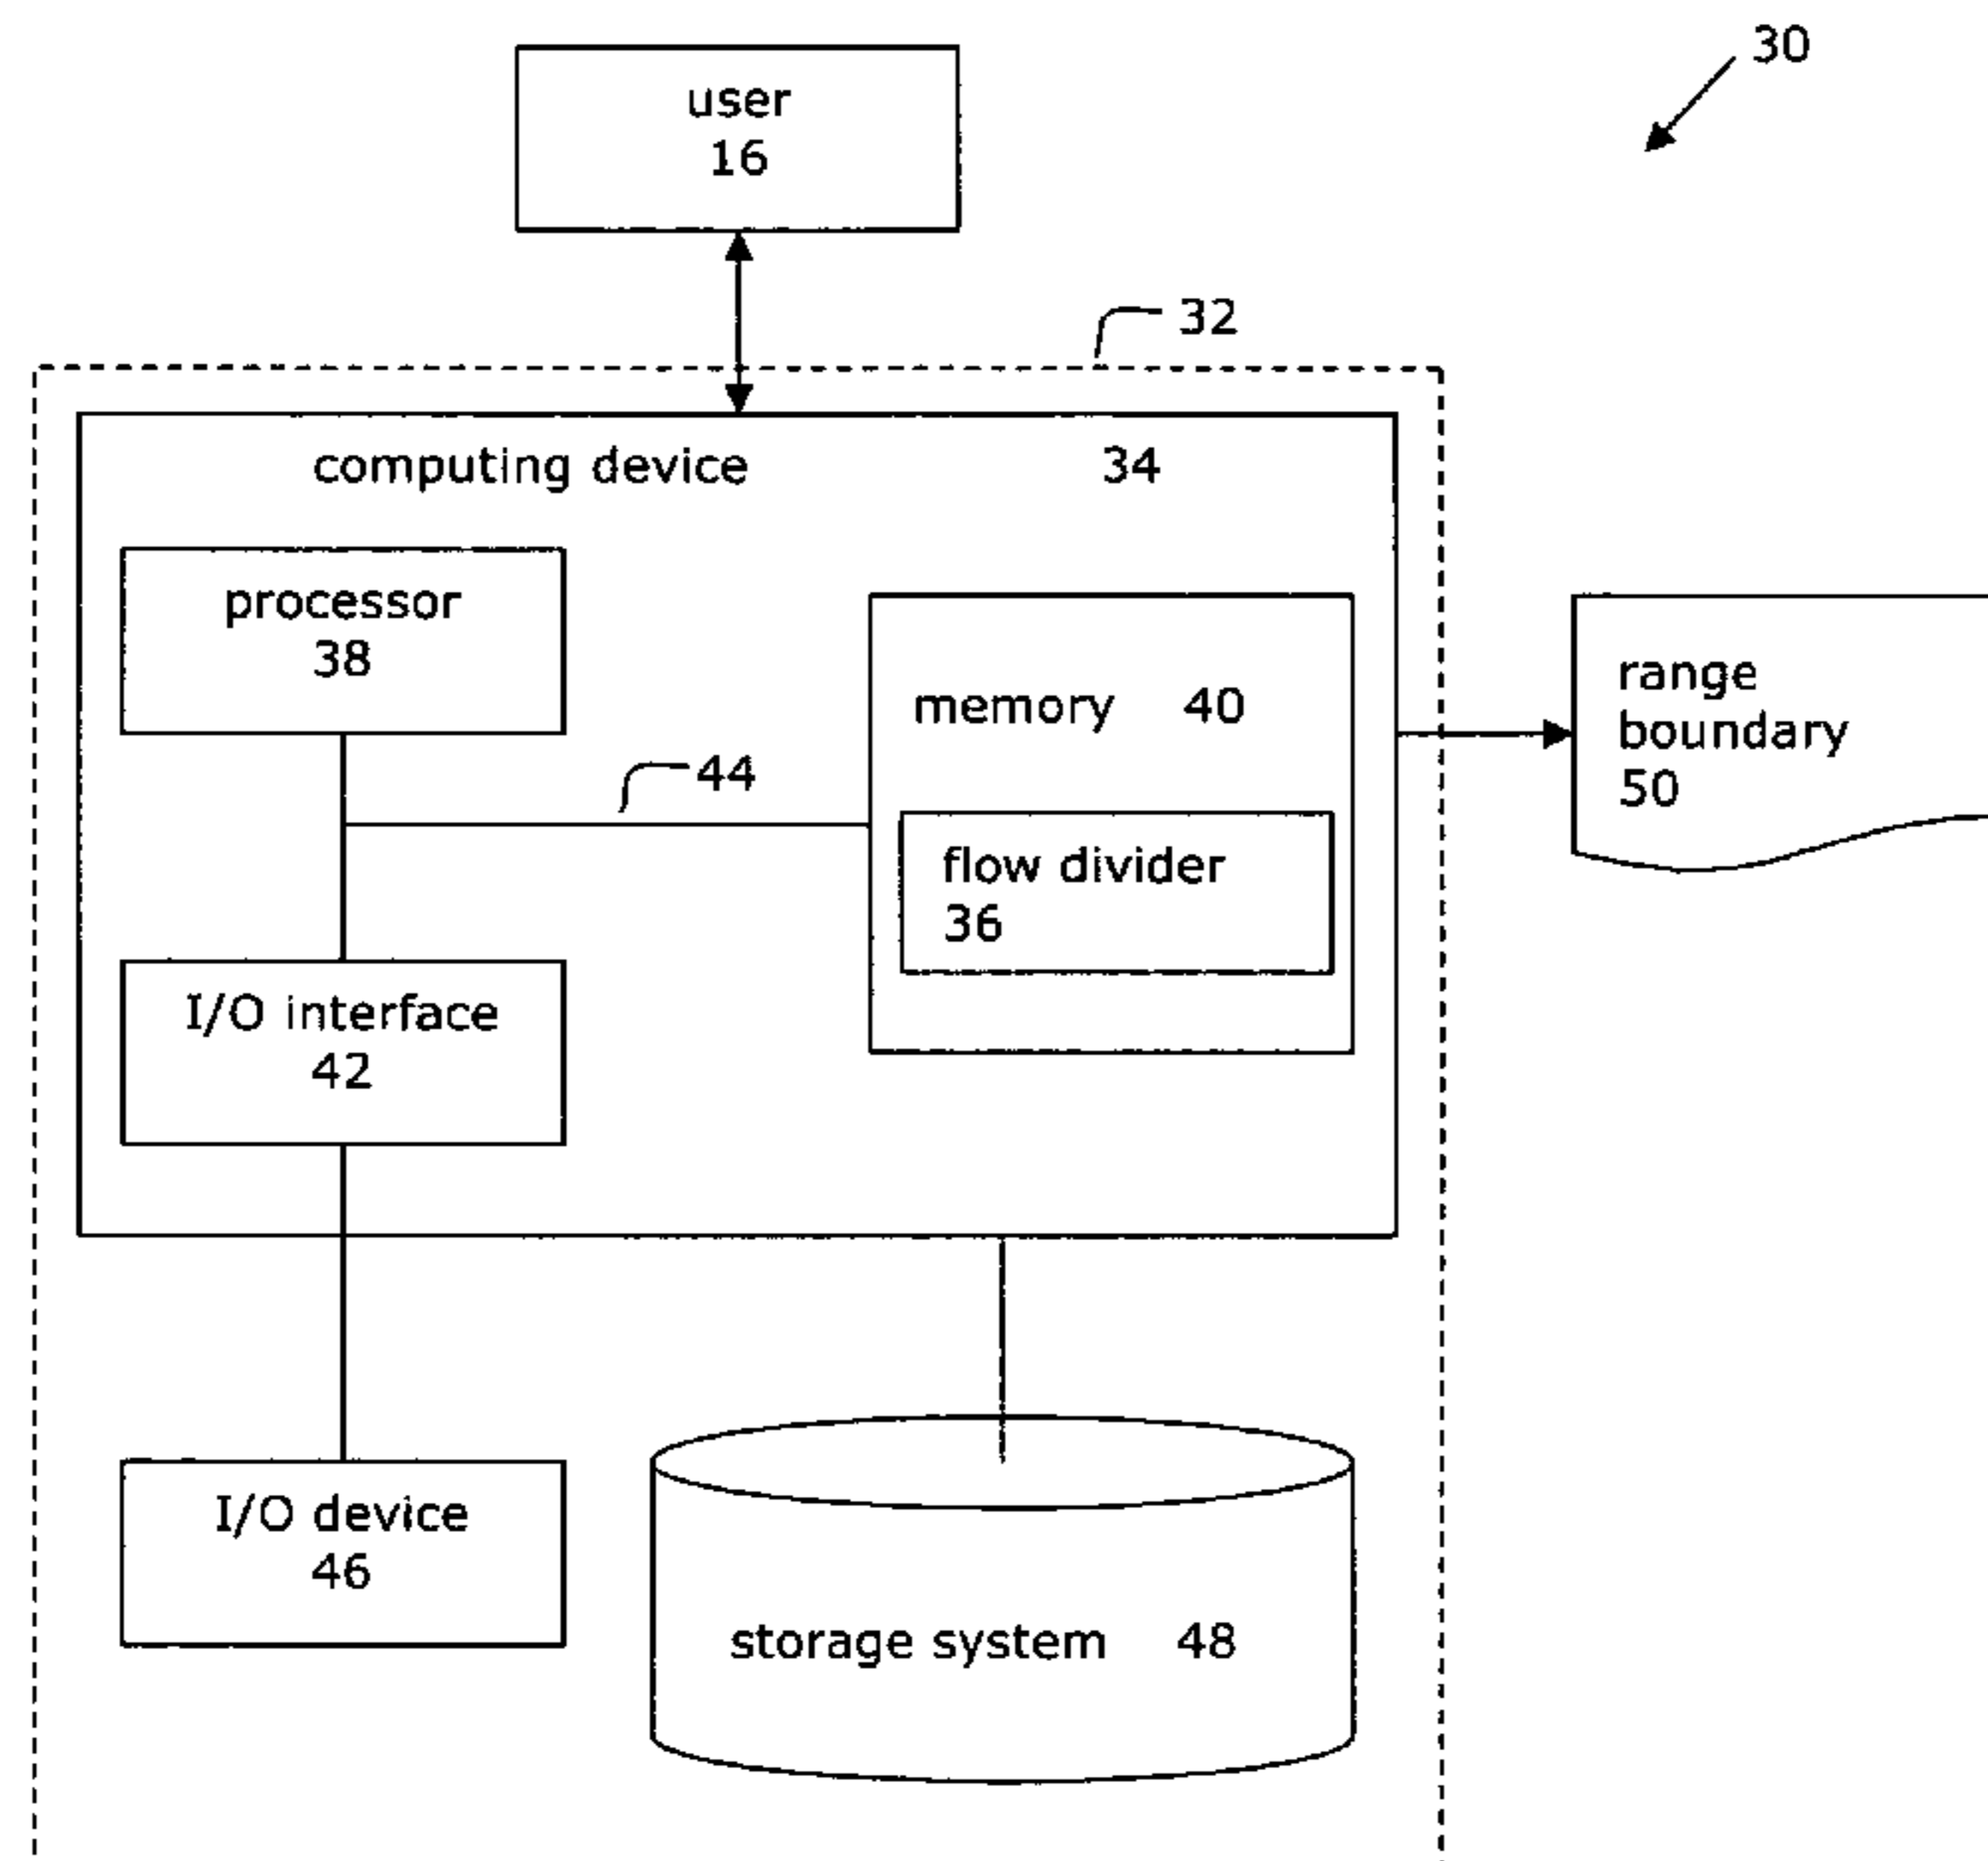 30
user
16
32
computing device 34
processor
38
memory 40
range
boundary
50
44
flow divider
36
I/O interface
42
I/O device
46
storage system 48